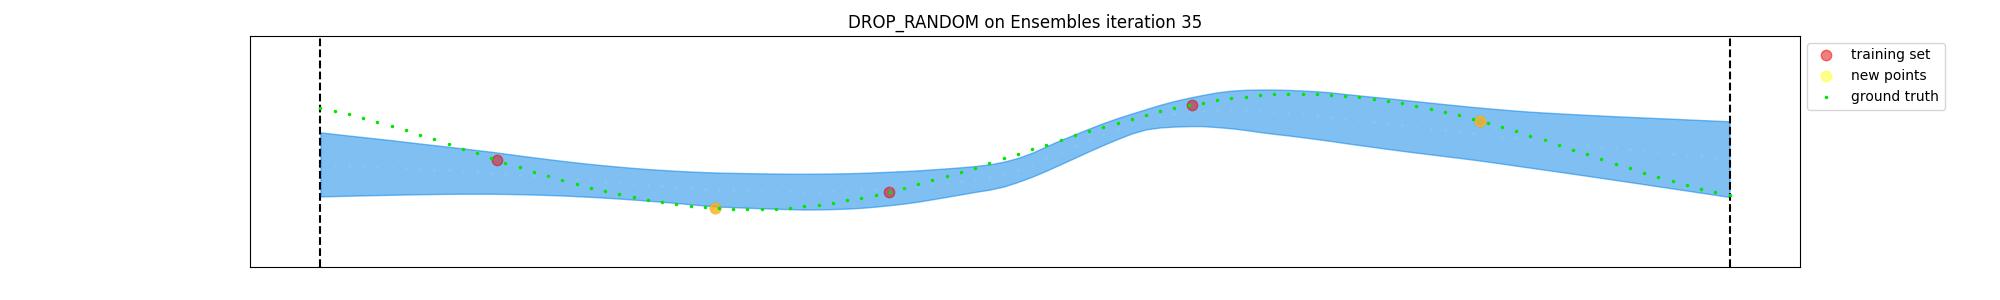 DROP_RANDOM on Ensembles iteration 35
training set
new points
ground truth